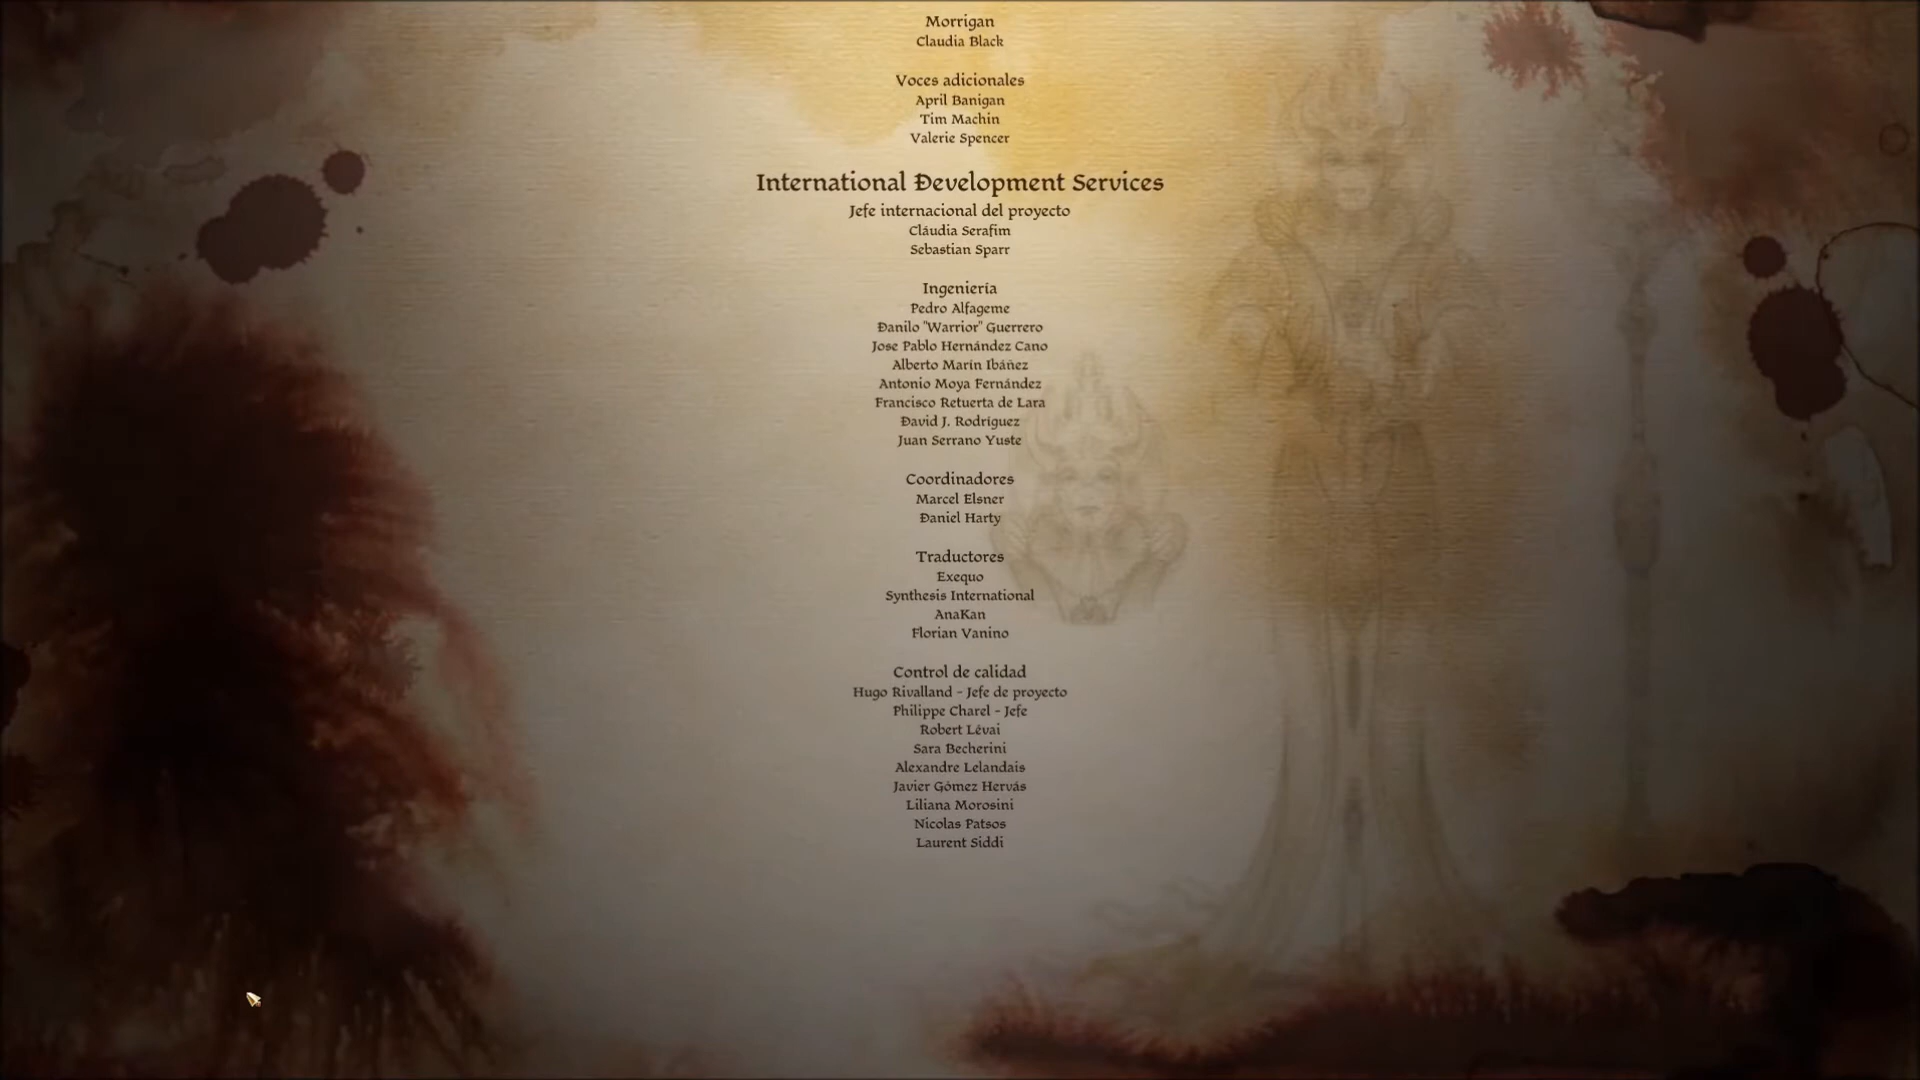 Morrigan
Claudia Black
Voces adicionales
April Banigan
Tim Machin
Valerie Spencer
International Development Services
Jefe internacional del proyecto
Cláudia Serafim
Sebastian Sparr
Ingeniería
Pedro Alfageme
Danilo "Warrior" Guerrero
Jose Pablo Hernández Cano
Alberto Marín Ibáñez
Antonio Moya Fernández
Francisco Retuerta de Lara
David J. Rodríguez
Juan Serrano Yuste
Coordinadores
Marcel Elsner
Daniel Harty
Traductores
Exequo
Synthesis International
AnaKan
Florian Vanino
Control de calidad
Hugo Rivalland - Jefe de proyecto
Philippe Charel - Jefe
Robert Lévai
Sara Becherini
Alexandre Lelandais
Javier Gómez Hervás
Liliana Morosini
Nicolas Patsos
Laurent Siddi